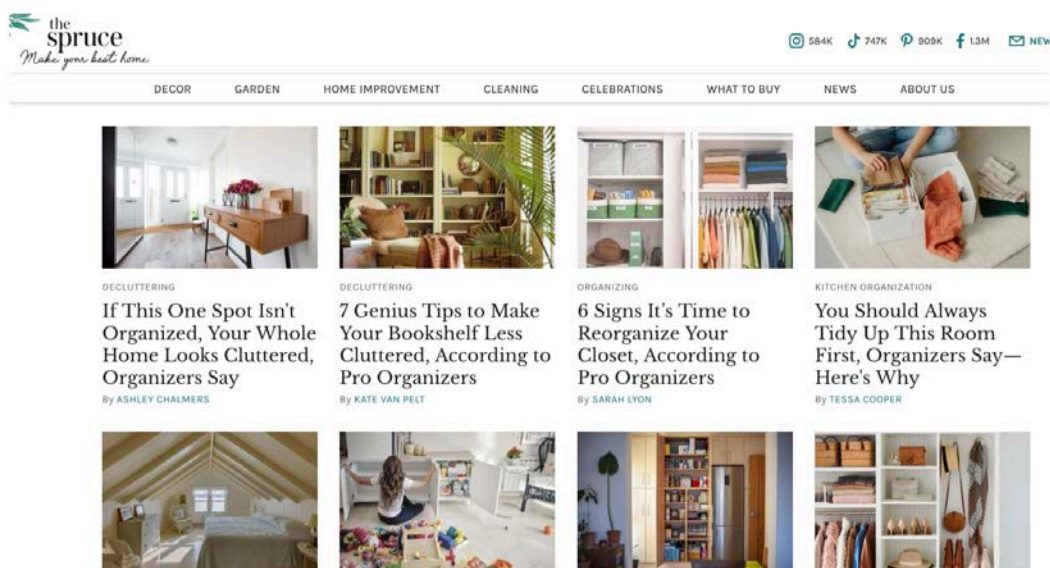 the
spruce
Make your best home
584K 747K 909K 1.3M NEW
DECOR GARDEN HOME IMPROVEMENT CLEANING CELEBRATIONS WHAT TO BUY NEWS ABOUT US
DECLUTTERING
If This One Spot Isn't
Organized, Your Whole
Home Looks Cluttered,
Organizers Say
By ASHLEY CHALMERS
DECLUTTERING
7 Genius Tips to Make
Your Bookshelf Less
Cluttered, According to
Pro Organizers
By KATE VAN PELT
ORGANIZING
6 Signs It's Time to
Reorganize Your
Closet, According to
Pro Organizers
By SARAH LYON
KITCHEN ORGANIZATION
You Should Always
Tidy Up This Room
First, Organizers Say—
Here's Why
By TESSA COOPER